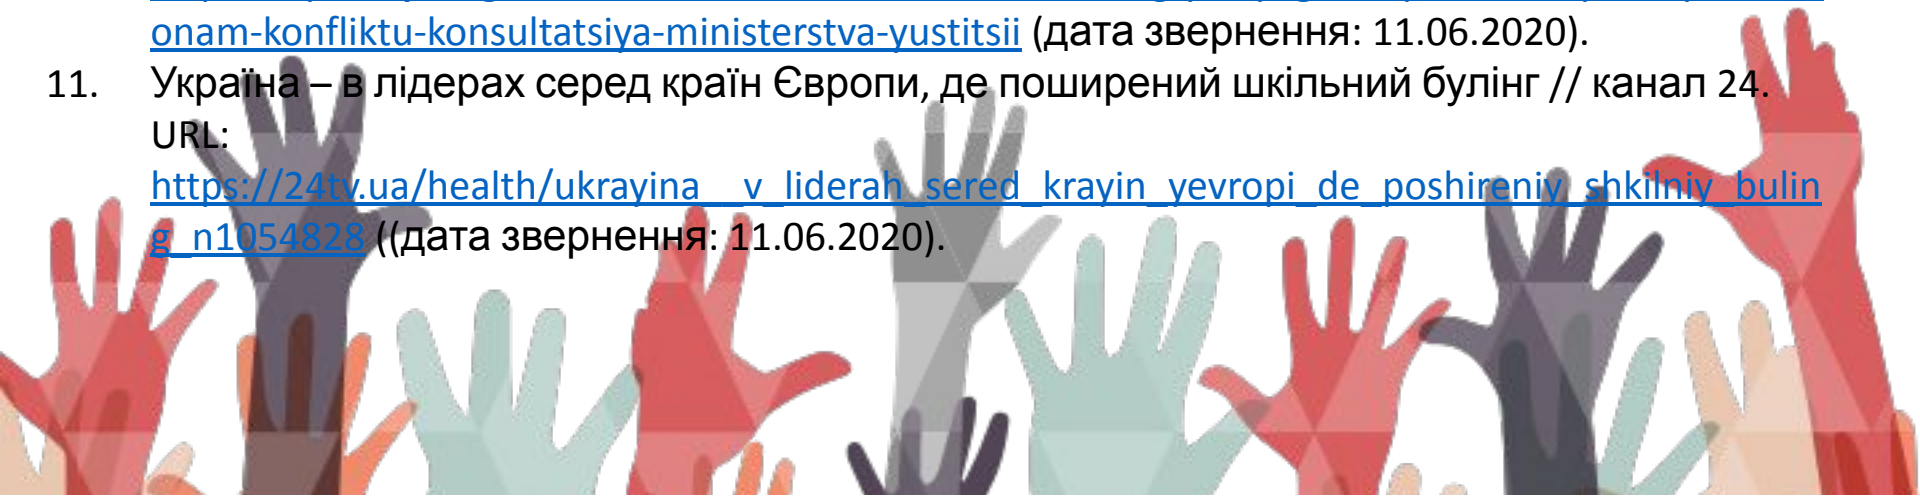 onam-konfliktu-konsultatsiya-ministerstva-yustitsii (дата звернення: 11.06.2020).
11. Україна – в лідерах серед країн Європи, де поширений шкільний булінг // канал 24.
URL:
https://24tv.ua/health/ukrayina__v_liderah_sered_krayin_yevropi_de_poshireniy_shkilniy_bulin
g_n1054828 ((дата звернення: 11.06.2020).